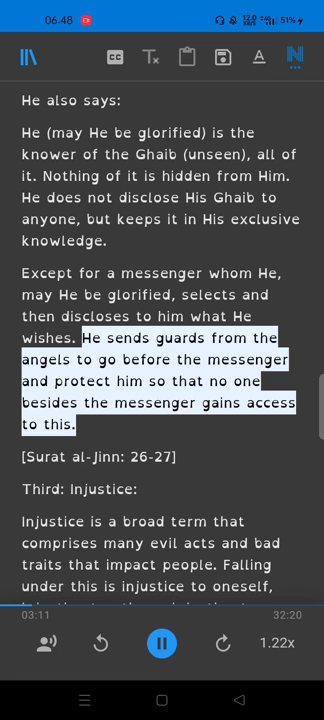 06.48
12.0
KB/s
51%
CC
A
He also says:
He (may He be glorified) is the
knower of the Ghaib (unseen), all of
it. Nothing of it is hidden from Him.
He does not disclose His Ghaib to
anyone, but keeps it in His exclusive
knowledge.
Except for a messenger whom He,
may He be glorified, selects and
then discloses to him what He
wishes. He sends guards from the
angels to go before the messenger
and protect him so that no one
besides the messenger gains access
to this.
[Surat al-Jinn: 26-27]
Third: Injustice:
Injustice is a broad term that
comprises many evil acts and bad
traits that impact people. Falling
under this is injustice to oneself,
03:11
32:20
1.22x